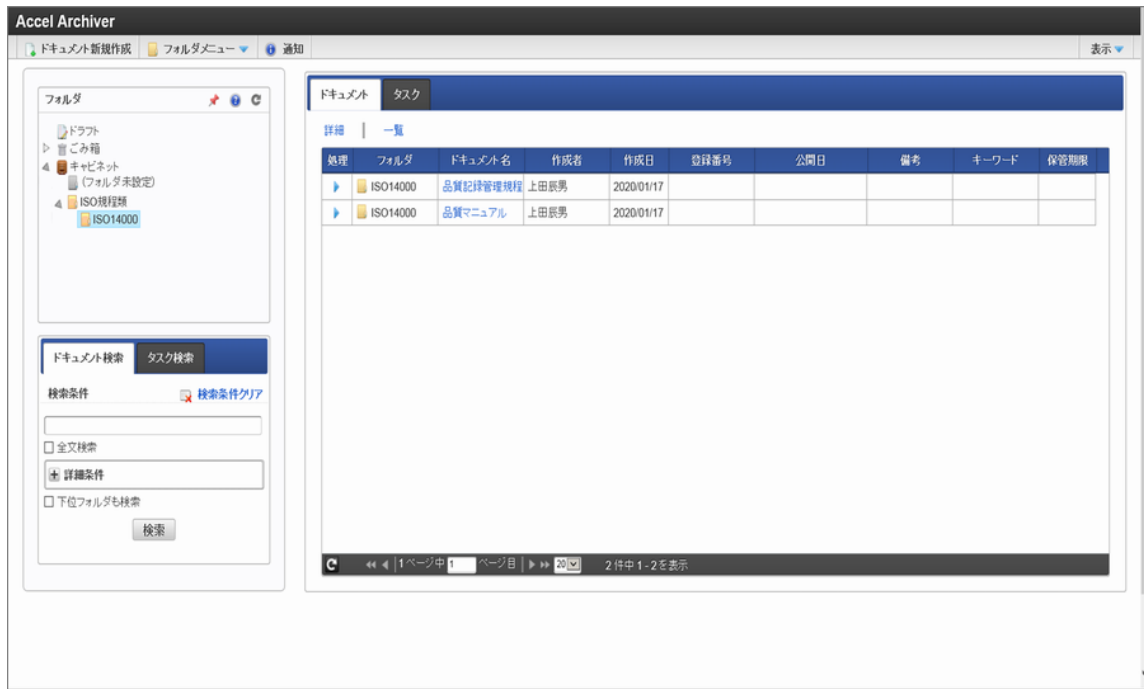 Accel Archiver
ドキュメント新規作成 フォルダメニュー 通知 表示
フォルダ
ドラフト
ごみ箱
キャビネット
(フォルダ未設定)
ISO規程類
ISO14000
ドキュメント検索 タスク検索
検索条件 検索条件クリア
全文検索
詳細条件
下位フォルダも検索
検索
ドキュメント タスク
詳細 | 一覧
処理 フォルダ ドキュメント名 作成者 作成日 登録番号 公開日 備考 キーワード 保管期限
ISO14000 品質記録管理規程 上田辰男 2020/01/17
ISO14000 品質マニュアル 上田辰男 2020/01/17
1ページ中 1 ページ目 20 2件中 1 - 2を表示